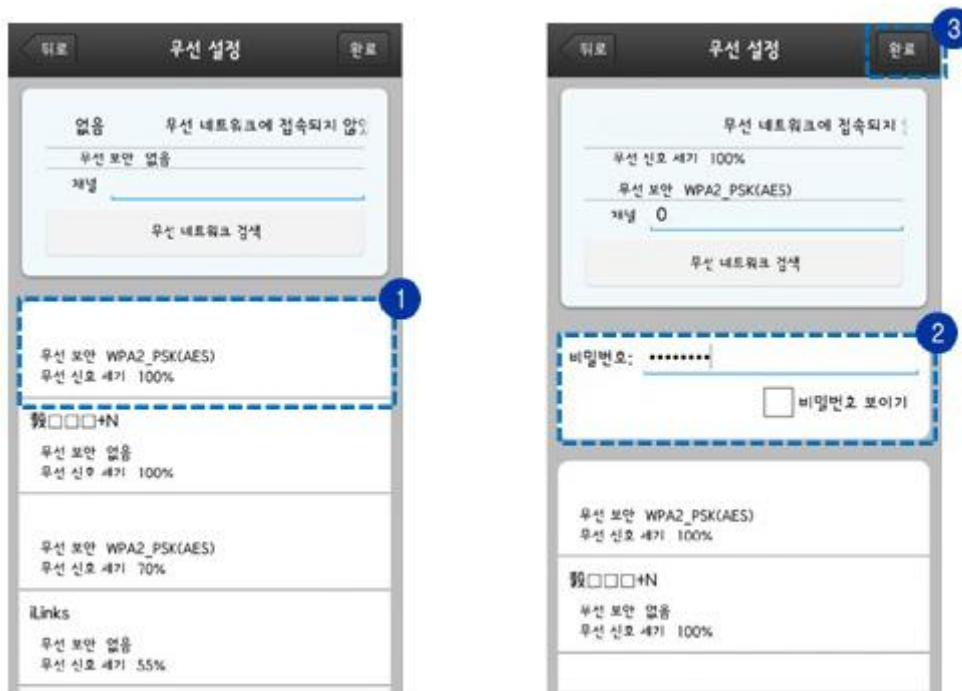 뒤로 무선 설정 완료
없음 무선 네트워크에 접속되지 않
무선 보안 없음
채널
무선 네트워크 검색
1
무선 보안 WPA2_PSK(AES)
무선 신호 세기 100%
□□□+N
무선 보안 없음
무선 신호 세기 100%
무선 보안 WPA2_PSK(AES)
무선 신호 세기 70%
iLinks
무선 보안 없음
무선 신호 세기 55%
3
뒤로 무선 설정 완료
무선 네트워크에 접속되지
무선 신호 세기 100%
무선 보안 WPA2_PSK(AES)
채널 0
무선 네트워크 검색
2
비밀번호: ••••••••
비밀번호 보이기
무선 보안 WPA2_PSK(AES)
무선 신호 세기 100%
□□□+N
무선 보안 없음
무선 신호 세기 100%